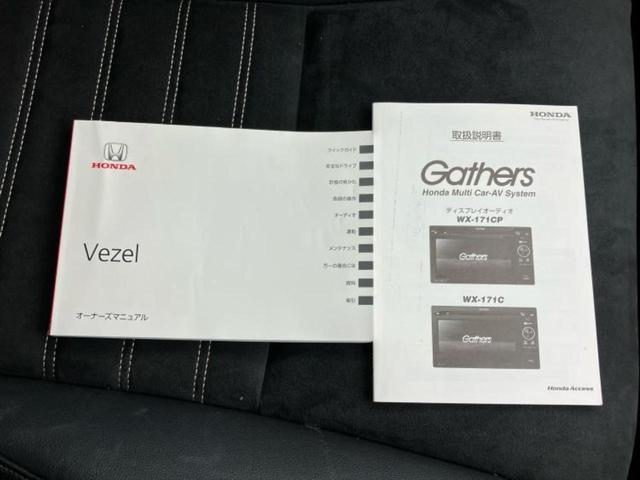 HONDA
Vezel
オーナーズマニュアル
クイックガイド
安全なドライブ
計器の見かた
各部の操作
オーディオ
運転
メンテナンス
万一の場合には
資料
索引
HONDA
取扱説明書
Gathers
Honda Multi Car-AV System
ディスプレイオーディオ
WX-171CP
Gathers
WX-171C
Gathers
Honda Access